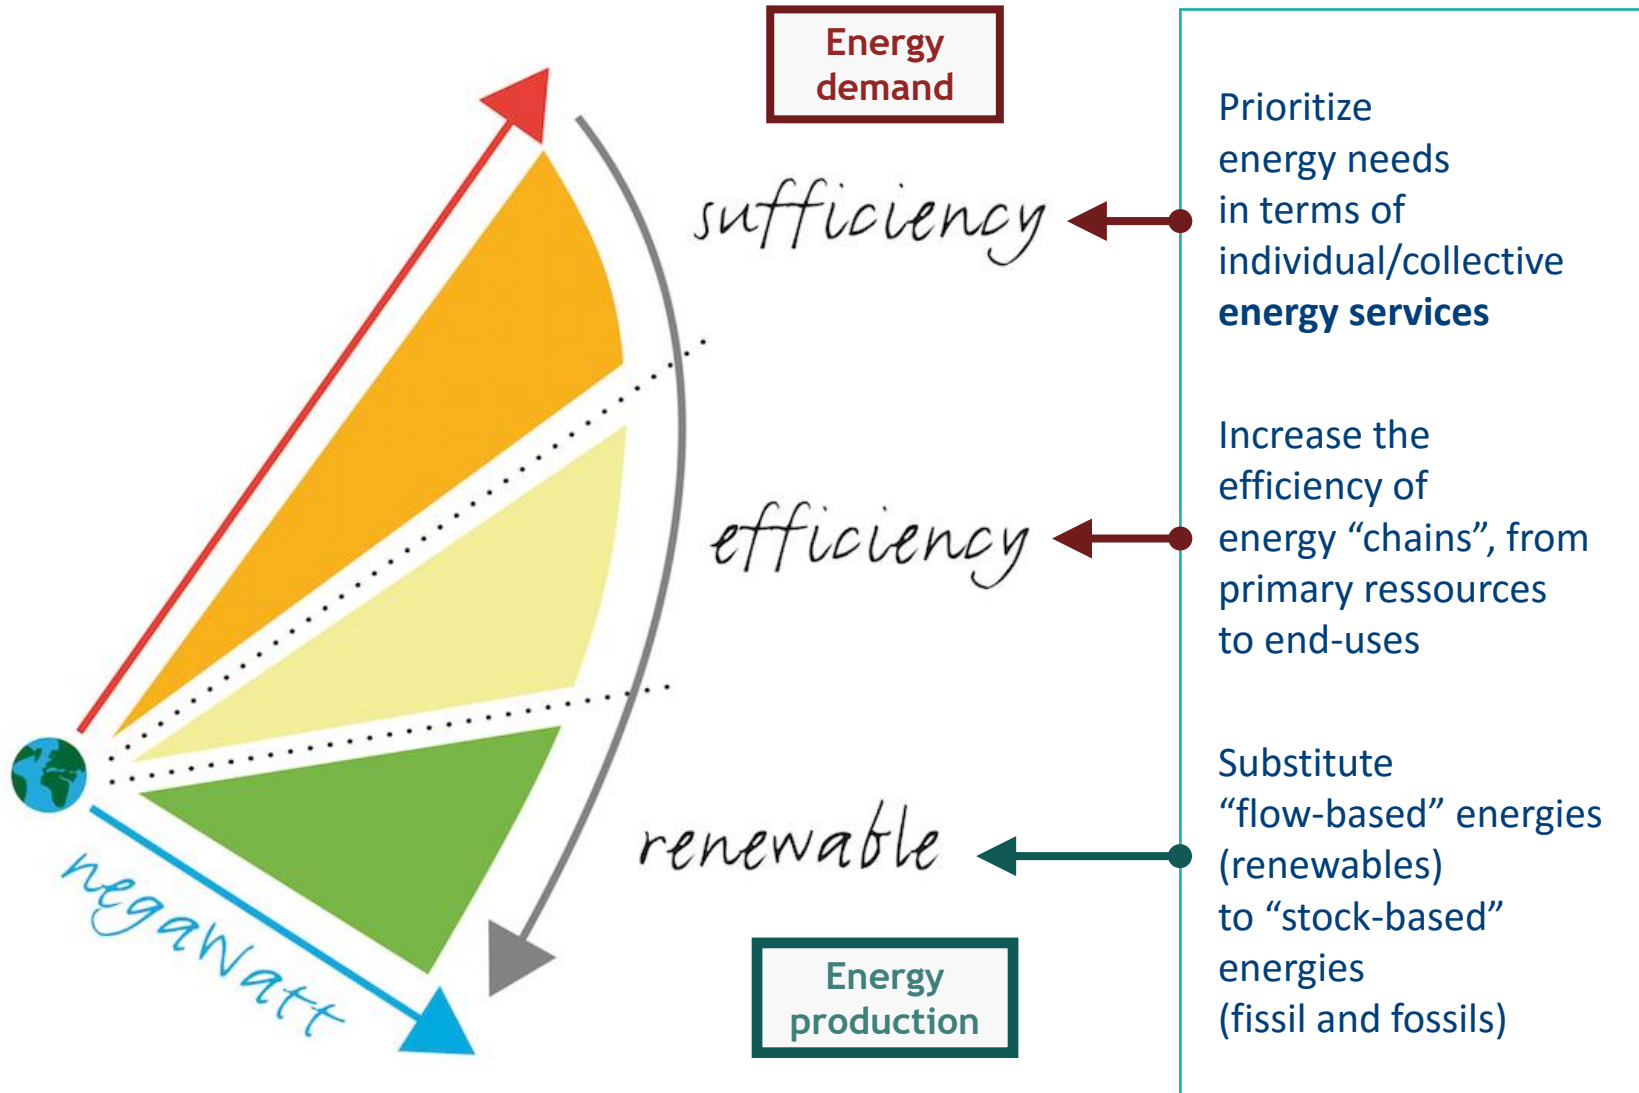 Energy
demand
sufficiency
Prioritize
energy needs
in terms of
individual/collective
energy services
efficiency
Increase the
efficiency of
energy “chains”, from
primary ressources
to end-uses
renewable
Substitute
“flow-based” energies
(renewables)
to “stock-based”
energies
(fissil and fossils)
negaWatt
Energy
production